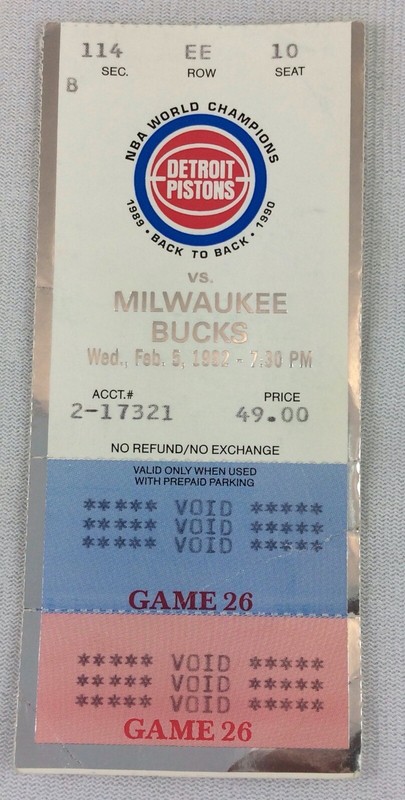 114 EE 10
SEC. ROW SEAT
B
NBA WORLD CHAMPIONS
DETROIT
PISTONS
1989 • BACK TO BACK • 1990
VS.
MILWAUKEE
BUCKS
Wed., Feb. 5, 1992 - 7:30 PM
ACCT.# PRICE
2-17321 49.00
NO REFUND/NO EXCHANGE
VALID ONLY WHEN USED
WITH PREPAID PARKING
***** VOID *****
***** VOID *****
***** VOID *****
GAME 26
***** VOID *****
***** VOID *****
***** VOID *****
GAME 26